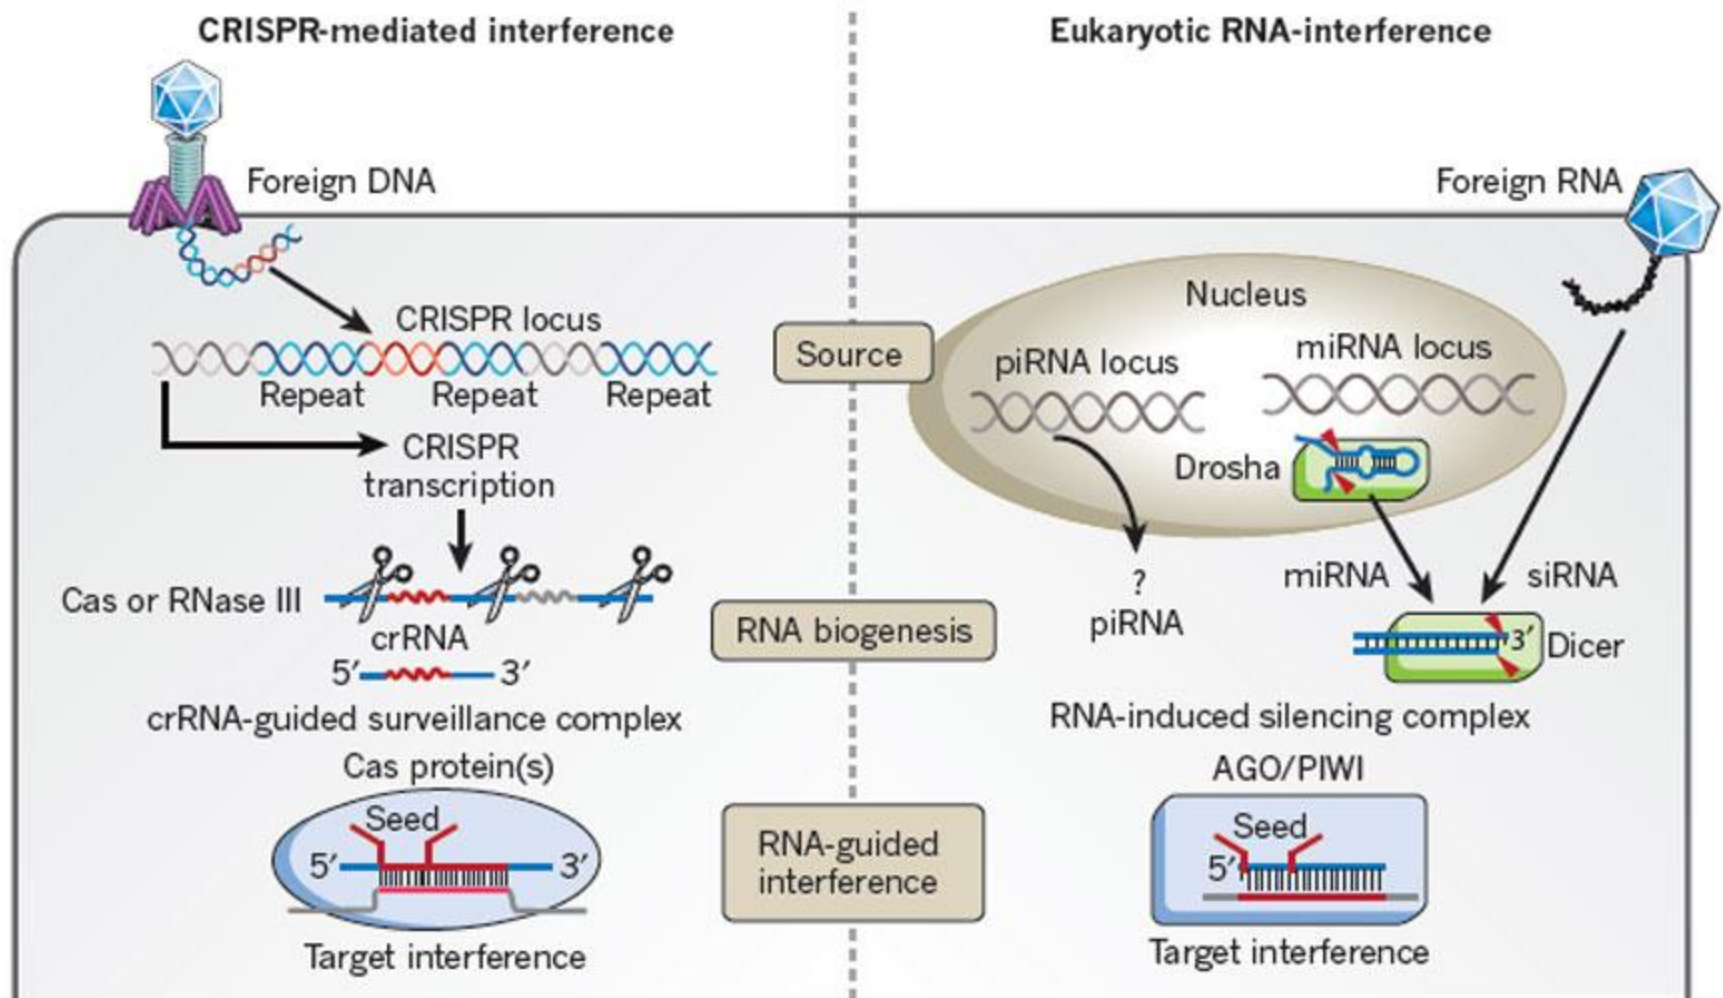 CRISPR-mediated interference
Eukaryotic RNA-interference
Foreign DNA
Foreign RNA
CRISPR locus
Repeat
Repeat
Repeat
CRISPR
transcription
Cas or RNase III
crRNA
5′
3′
crRNA-guided surveillance complex
Cas protein(s)
Seed
5′
3′
Target interference
Source
RNA biogenesis
RNA-guided
interference
Nucleus
piRNA locus
miRNA locus
Drosha
?
piRNA
miRNA
siRNA
3′
Dicer
RNA-induced silencing complex
AGO/PIWI
Seed
5′
Target interference